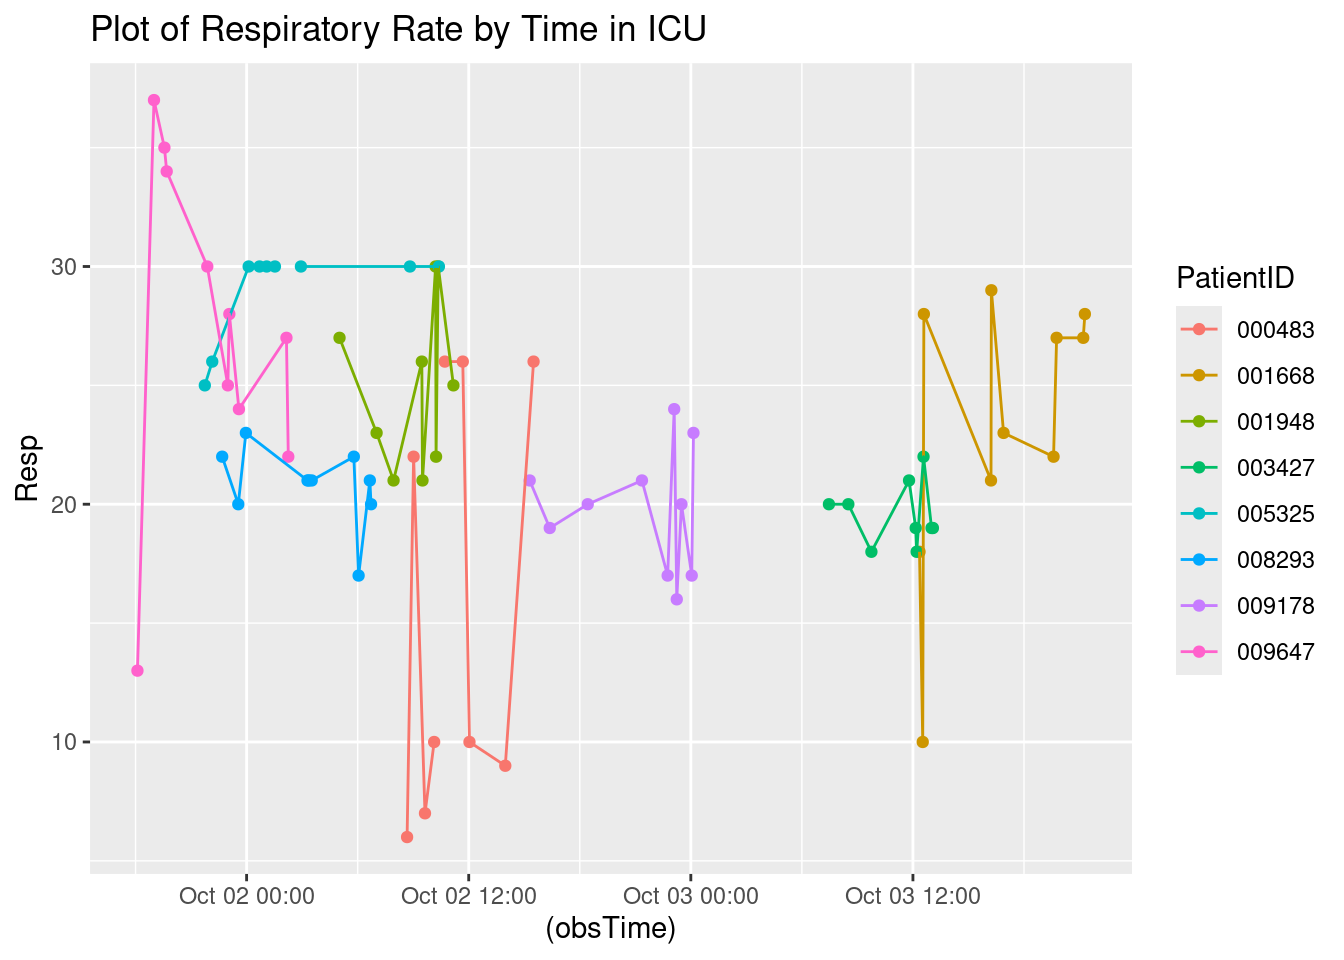 Plot of Respiratory Rate by Time in ICU
Resp
30
20
10
Oct 02 00:00
Oct 02 12:00
Oct 03 00:00
Oct 03 12:00
(obsTime)
PatientID
000483
001668
001948
003427
005325
008293
009178
009647